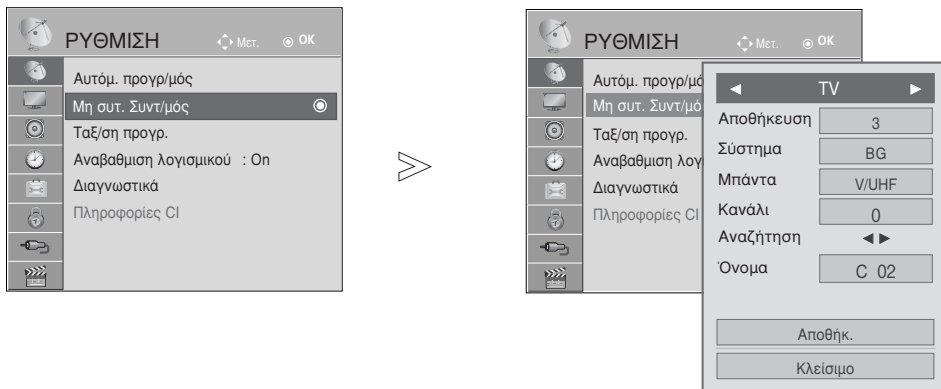 ΡΥΘΜΙΣΗ Μετ. OK
Αυτόμ. προγρ/μός
Μη συτ. Συντ/μός
Ταξ/ση προγρ.
Αναβαθμιση λογισμικού : On
Διαγνωστικά
Πληροφορίες CI
ΡΥΘΜΙΣΗ Μετ. OK
Αυτόμ. προγρ/μό
Μη συτ. Συντ/μό
Ταξ/ση προγρ.
Αναβαθμιση λογ
Διαγνωστικά
Πληροφορίες CI
◄ TV ►
Αποθήκευση 3
Σύστημα BG
Μπάντα V/UHF
Κανάλι 0
Αναζήτηση ◄ ►
Όνομα C 02
Αποθήκ.
Κλείσιμο